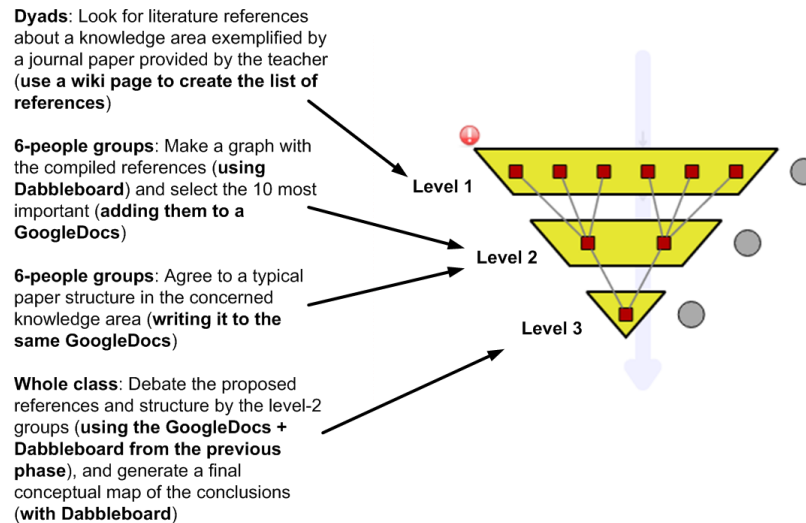 Dyads: Look for literature references
about a knowledge area exemplified by
a journal paper provided by the teacher
(use a wiki page to create the list of
references)
6-people groups: Make a graph with
the compiled references (using
Dabbleboard) and select the 10 most
important (adding them to a
GoogleDocs)
6-people groups: Agree to a typical
paper structure in the concerned
knowledge area (writing it to the
same GoogleDocs)
Whole class: Debate the proposed
references and structure by the level-2
groups (using the GoogleDocs +
Dabbleboard from the previous
phase), and generate a final
conceptual map of the conclusions
(with Dabbleboard)
Level 1
Level 2
Level 3